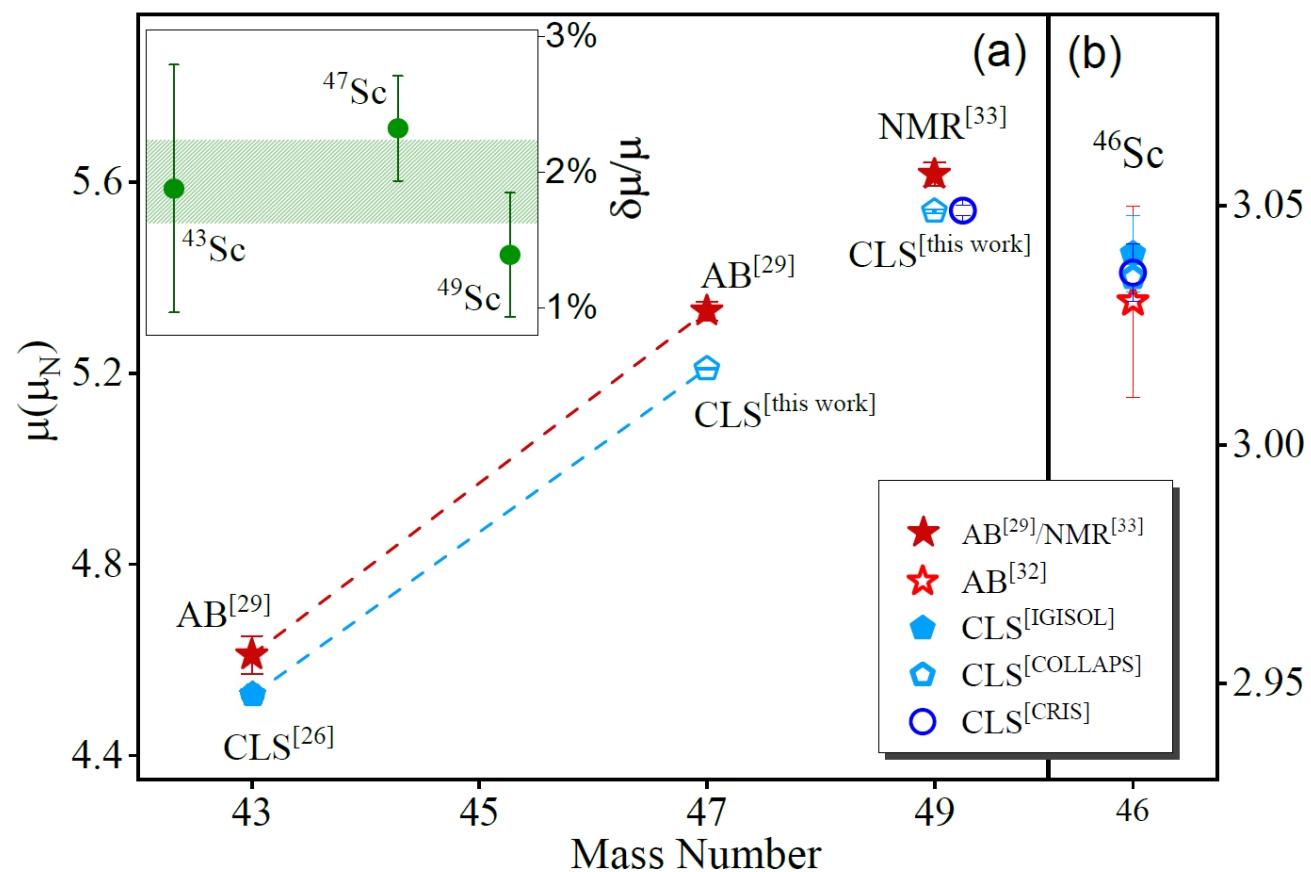 (a)
(b)
3%
2%
1%
δμ/μ
47Sc
43Sc
49Sc
NMR[33]
CLS[this work]
AB[29]
CLS[this work]
AB[29]
CLS[26]
46Sc
5.6
5.2
4.8
4.4
μ(μN)
3.05
3.00
2.95
AB[29]/NMR[33]
AB[32]
CLS[IGISOL]
CLS[COLLAPS]
CLS[CRIS]
43 45 47 49 46
Mass Number